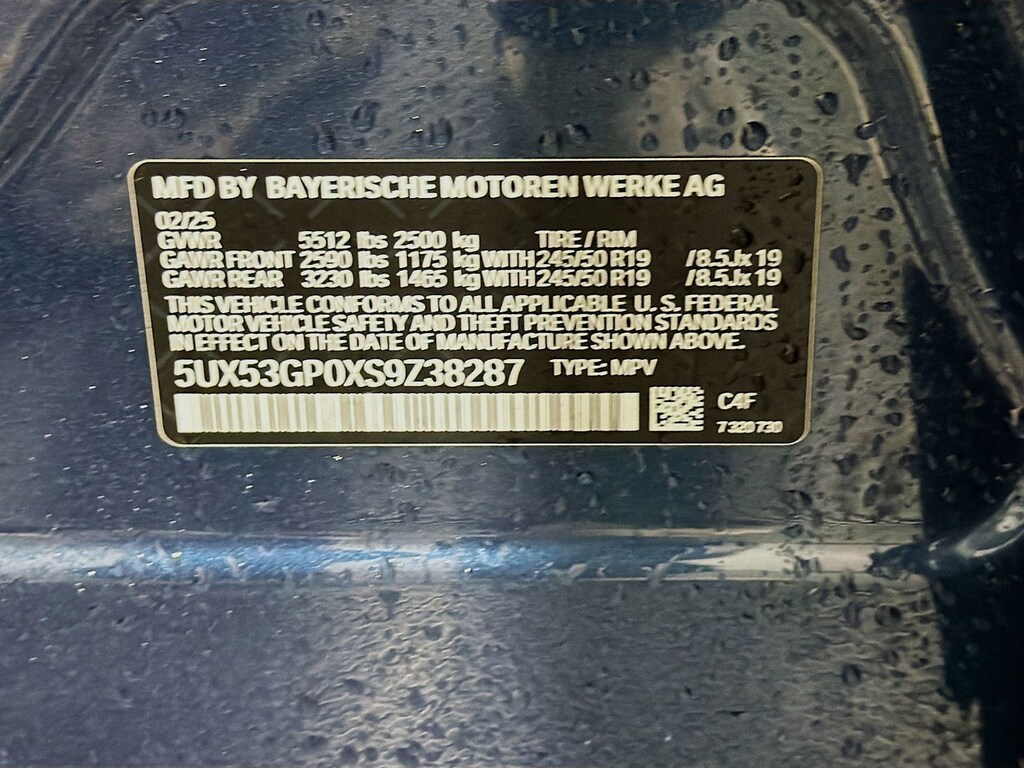 MFD BY BAYERISCHE MOTOREN WERKE AG
02/25
GVWR 5512 lbs 2500 kg TIRE / RIM
GAWR FRONT 2590 lbs 1175 kg WITH 245/50 R19 / 8.5Jx 19
GAWR REAR 3230 lbs 1465 kg WITH 245/50 R19 / 8.5Jx 19
THIS VEHICLE CONFORMS TO ALL APPLICABLE U. S. FEDERAL
MOTOR VEHICLE SAFETY AND THEFT PREVENTION STANDARDS
IN EFFECT ON THE DATE OF MANUFACTURE SHOWN ABOVE.
5UX53GP0XS9Z38287 TYPE: MPV
C4F
7320730